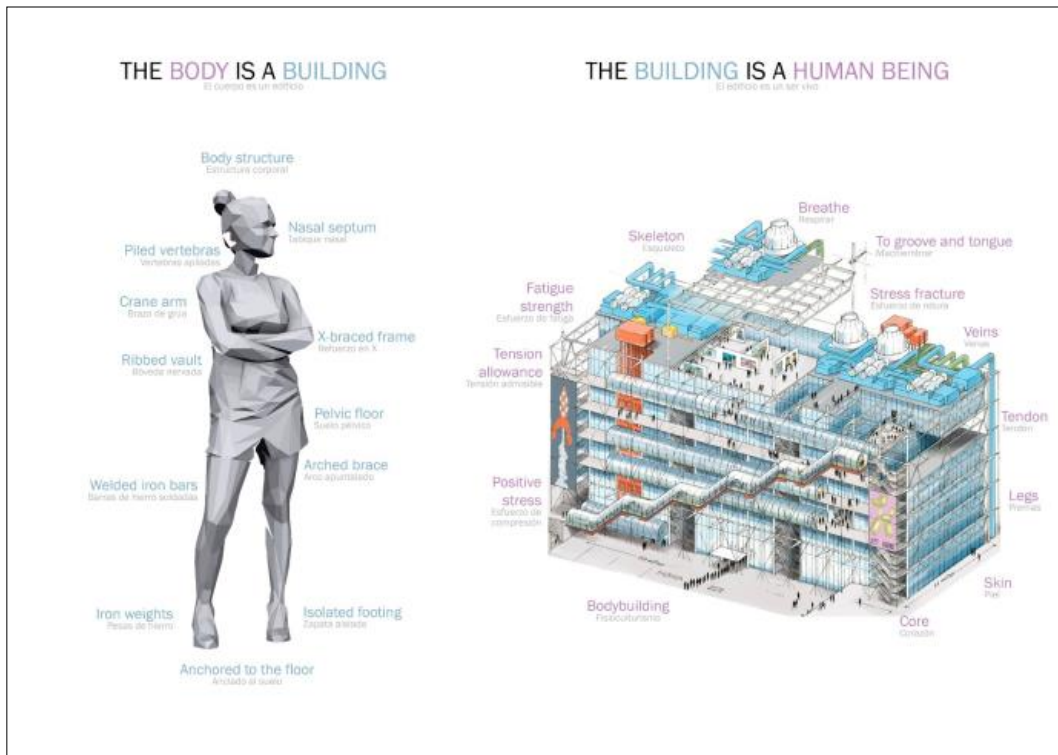 THE BODY IS A BUILDING
El cuerpo es un edificio
Body structure
Estructura corporal
Nasal septum
Tabique nasal
Piled vertebras
Vertebras apiladas
Crane arm
Brazo de grúa
X-braced frame
Refuerzo en X
Ribbed vault
Bóveda nervada
Pelvic floor
Suelo pélvico
Arched brace
Arco apuntalado
Welded iron bars
Barras de hierro soldadas
Iron weights
Pesas de hierro
Isolated footing
Zapata aislada
Anchored to the floor
Anclado al suelo
THE BUILDING IS A HUMAN BEING
El edificio es un ser vivo
Breathe
Respirar
Skeleton
Esqueleto
To groove and tongue
Machihembrar
Fatigue
strength
Esfuerzo de fatiga
Stress fracture
Esfuerzo de rotura
Veins
Venas
Tension
allowance
Tensión admisible
Tendon
Tendón
Positive
stress
Esfuerzo de
compresión
Legs
Piernas
Skin
Piel
Bodybuilding
Fisioculturismo
Core
Corazón